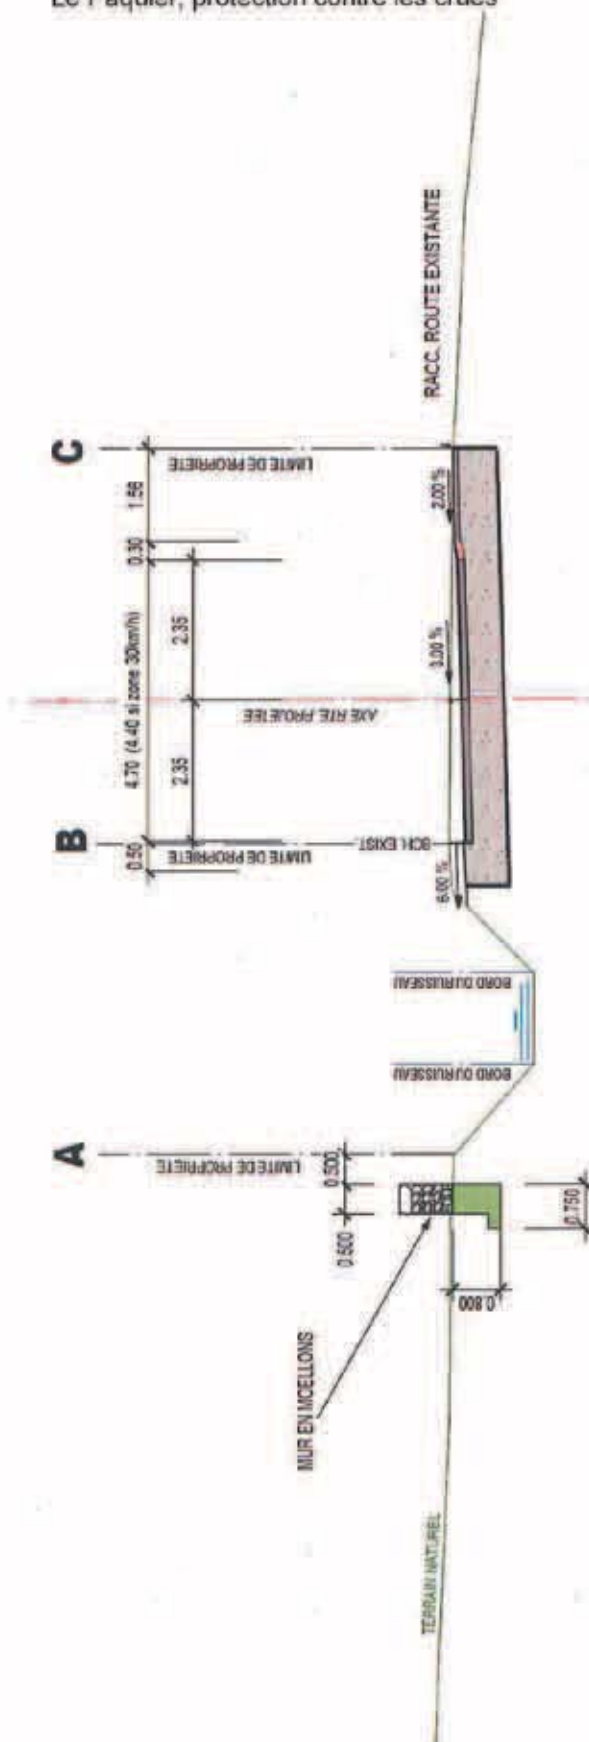 Le Pâquier, protection contre les crues
TERRAIN NATUREL
MUR EN MOELLONS
0.500
0.500
0.800
0.750
A
LIMITE DE PROPRIETE
BORD DU RUISSEAU
BORD DU RUISSEAU
B
0.50
LIMITE DE PROPRIETE
BCH. EXIST
6.00 %
4.70 (4.40 si zone 30km/h)
2.35
2.35
AXE RTE PROJETEE
3.00 %
0.30
1.56
C
LIMITE DE PROPRIETE
2.00 %
RACC. ROUTE EXISTANTE